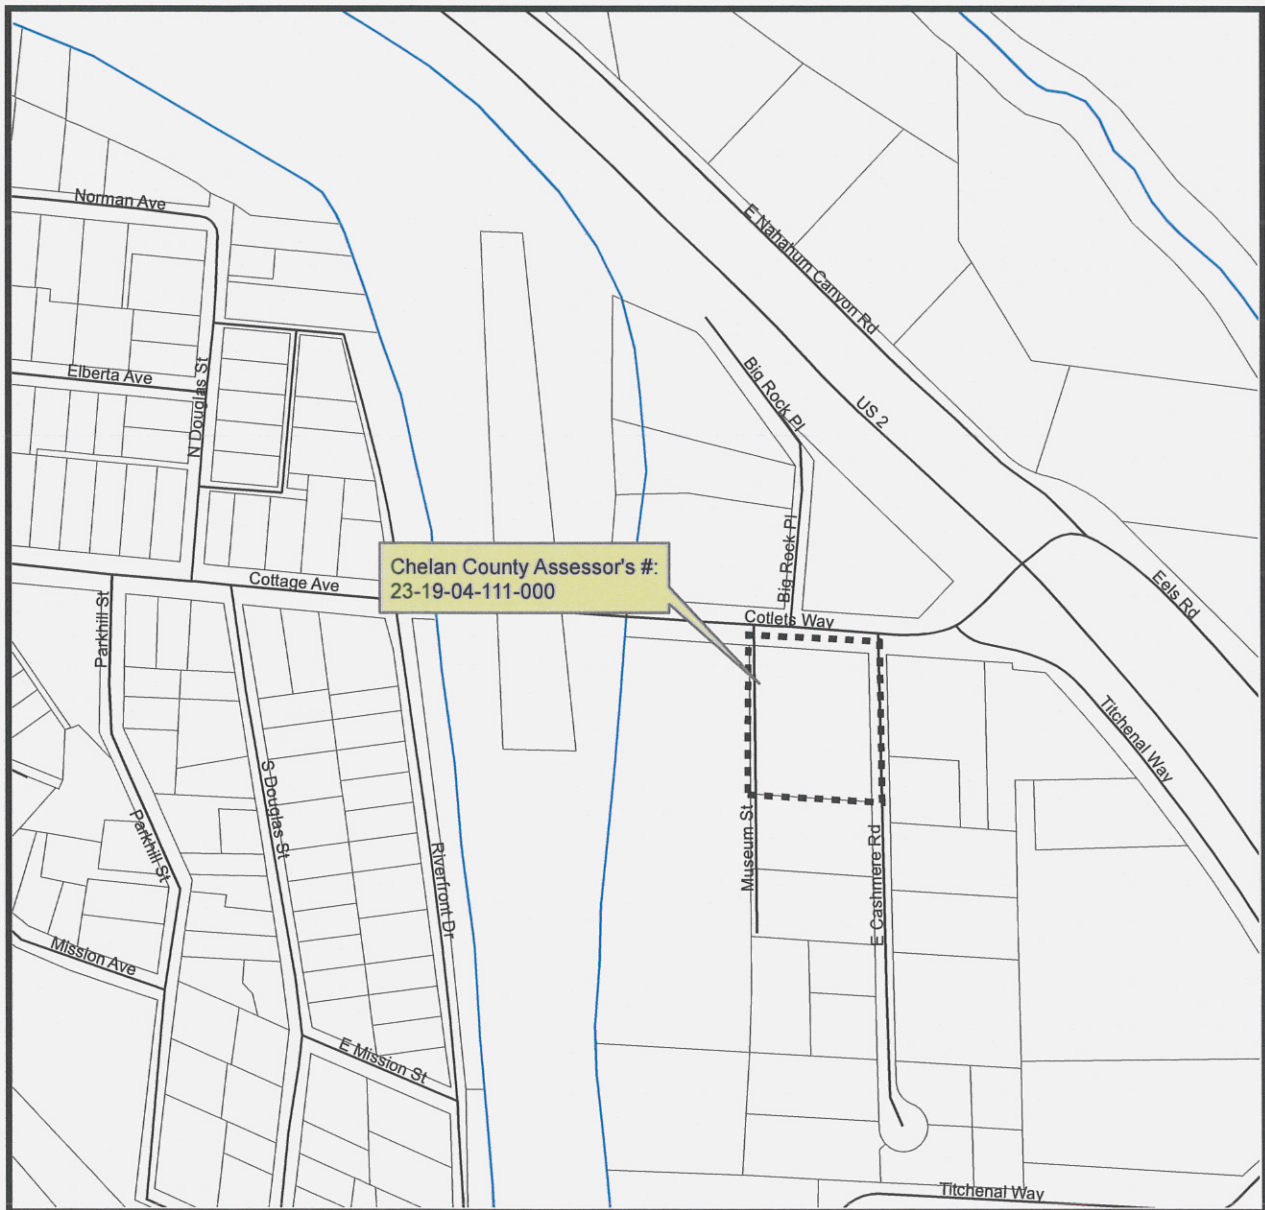 Norman Ave
E Nahahum Canyon Rd
Elberta Ave
N Douglas St
Big Rock Pl
US 2
Big Rock Pl
Chelan County Assessor's #:
23-19-04-111-000
Cottage Ave
Cotlets Way
Eels Rd
Parkhill St
Titchenal Way
S Douglas St
Parkhill St
Museum St
E Cashmere Rd
Riverfront Dr
Mission Ave
E Mission St
Titchenal Way